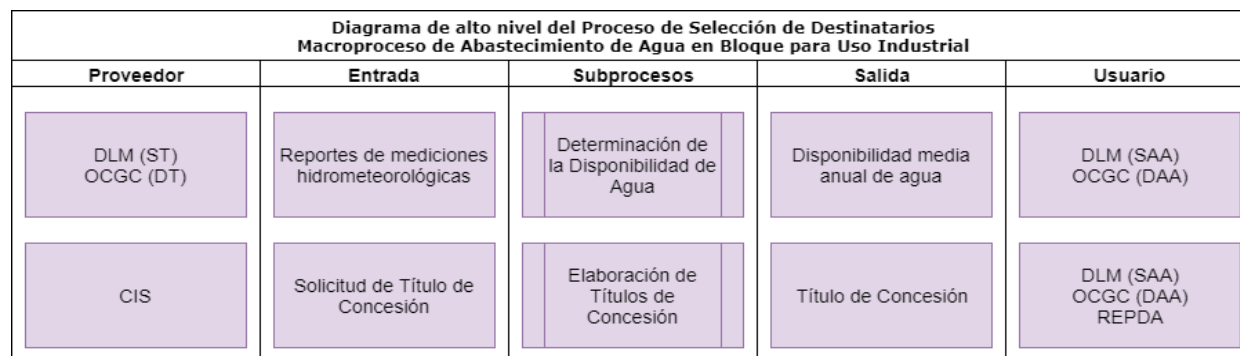 Diagrama de alto nivel del Proceso de Selección de Destinatarios
Macroproceso de Abastecimiento de Agua en Bloque para Uso Industrial
Proveedor
Entrada
Subprocesos
Salida
Usuario
DLM (ST)
OCGC (DT)
Reportes de mediciones
hidrometeorológicas
Determinación de
la Disponibilidad de
Agua
Disponibilidad media
anual de agua
DLM (SAA)
OCGC (DAA)
CIS
Solicitud de Título de
Concesión
Elaboración de
Títulos de
Concesión
Título de Concesión
DLM (SAA)
OCGC (DAA)
REPDA